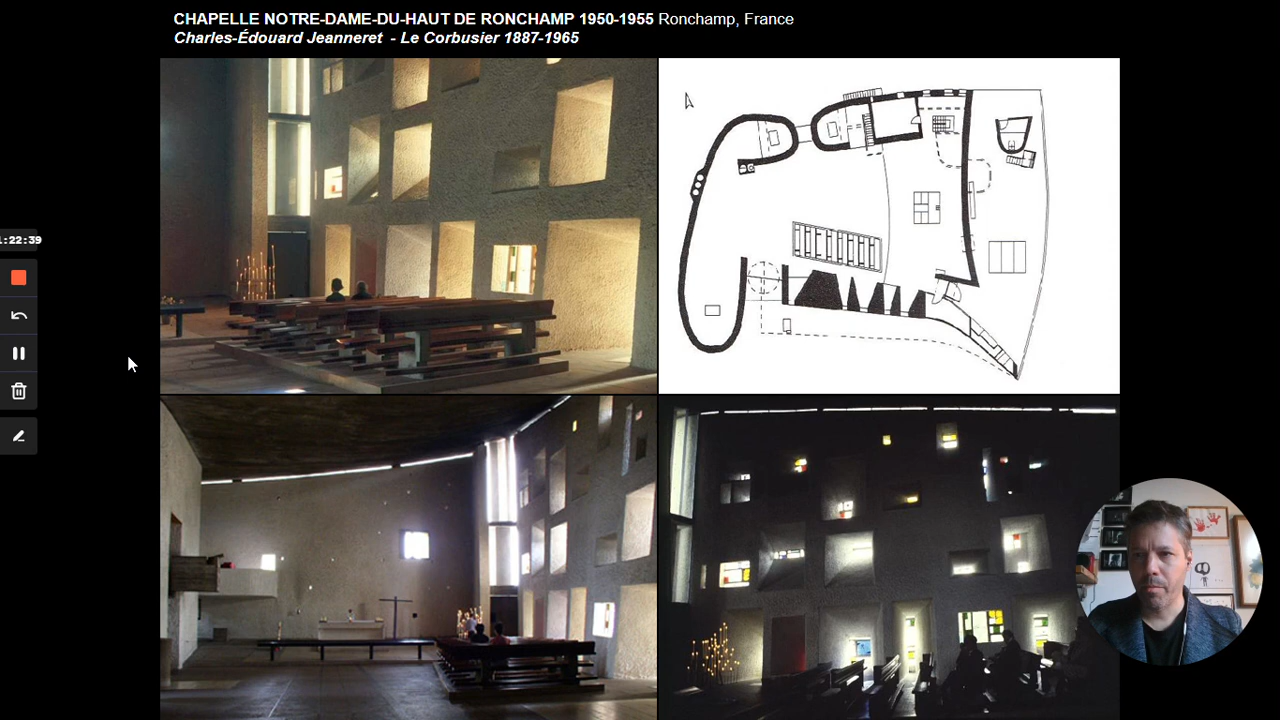 CHAPELLE NOTRE-DAME-DU-HAUT DE RONCHAMP 1950-1955 Ronchamp, France
Charles-Édouard Jeanneret - Le Corbusier 1887-1965
:22:39